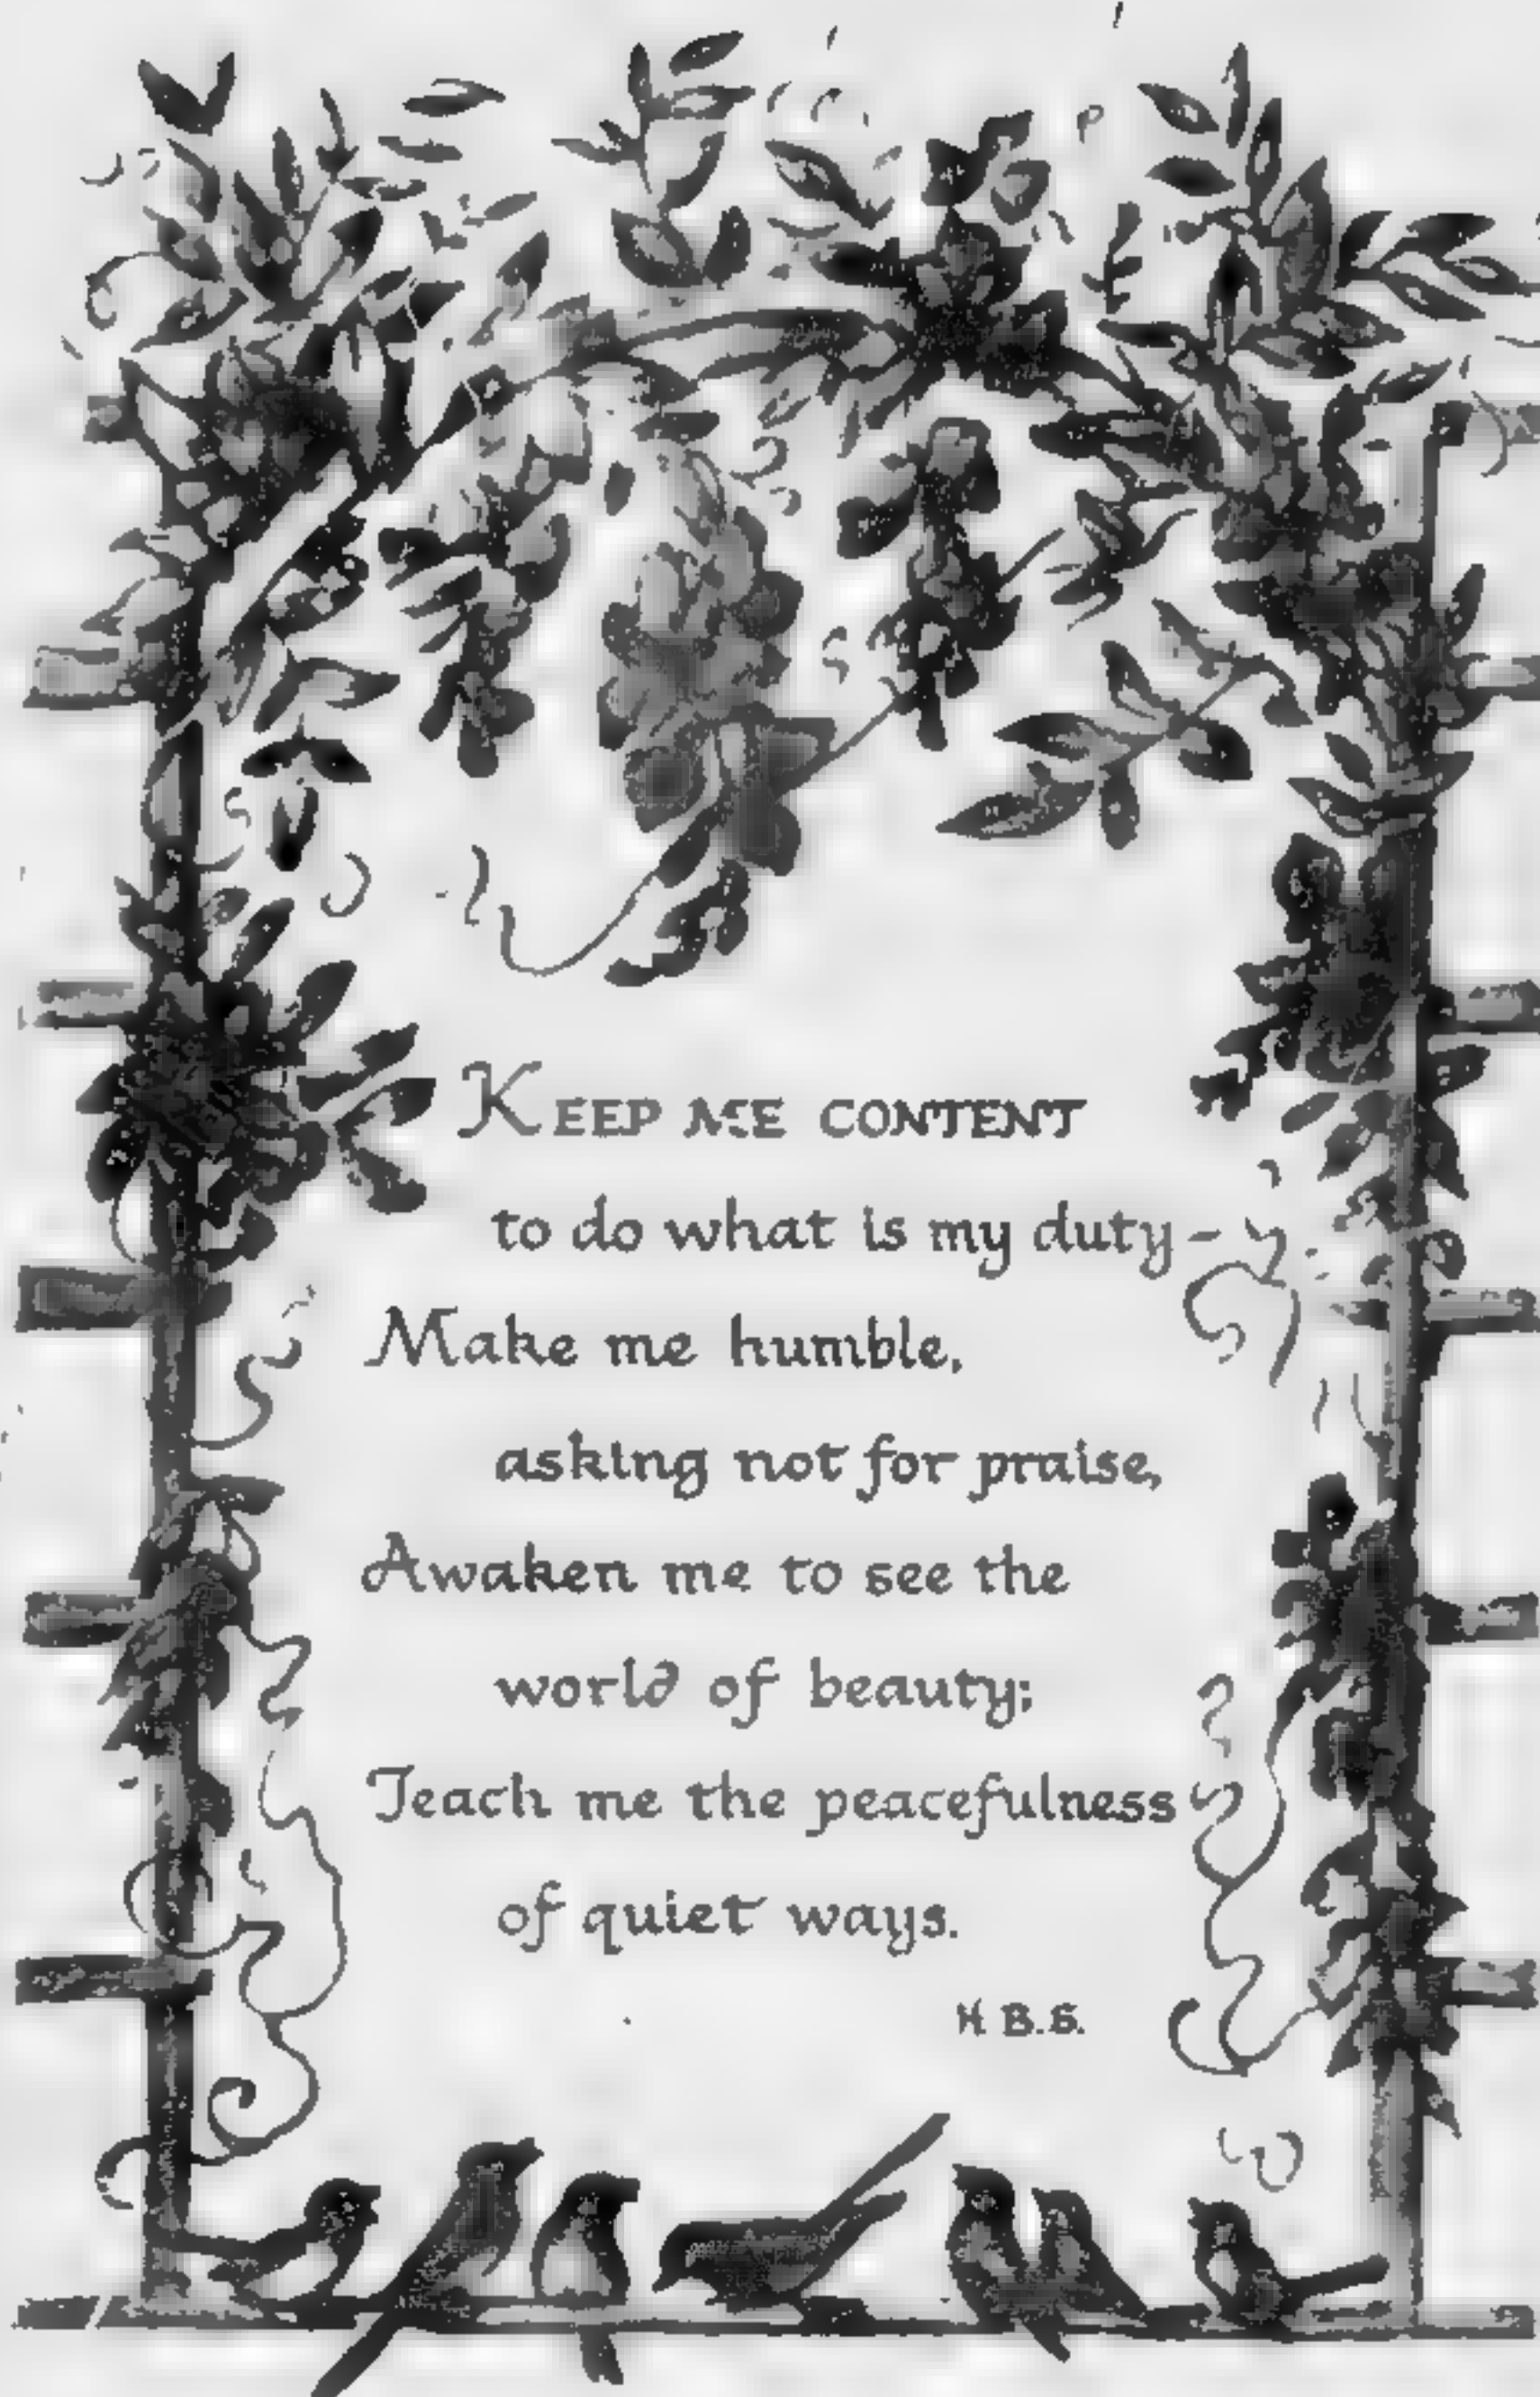 KEEP ME CONTENT
to do what is my duty-
Make me humble,
asking not for praise,
Awaken me to see the
world of beauty;
Teach me the peacefulness
of quiet ways.
H B.S.